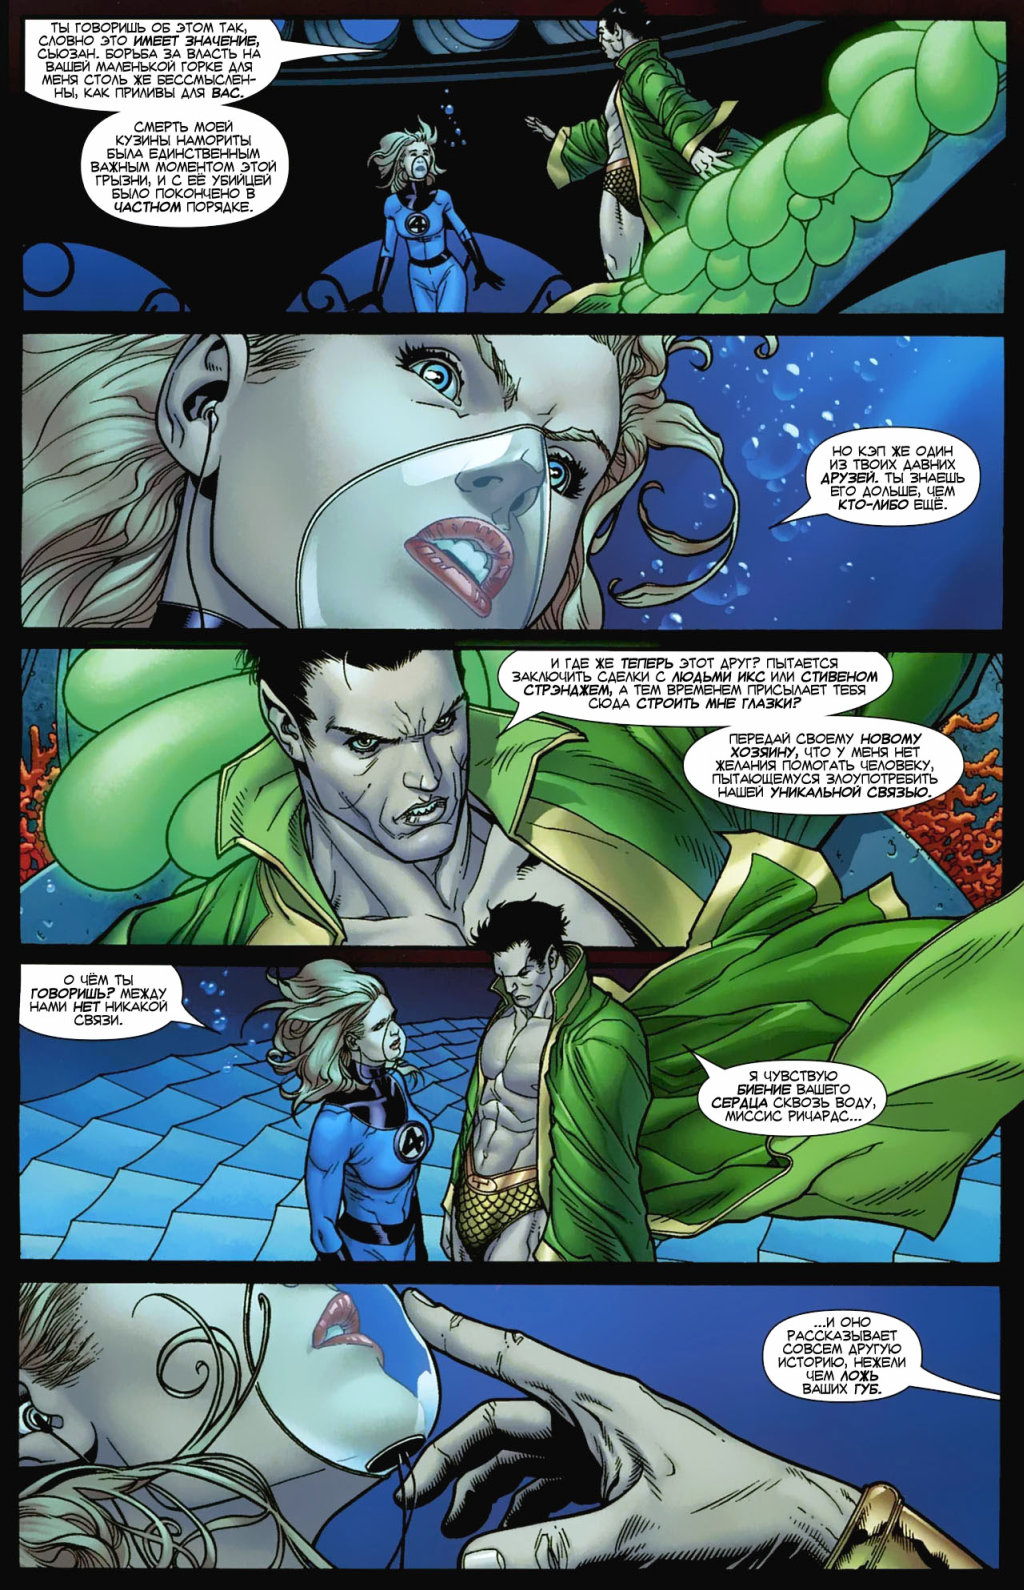 ТЫ ГОВОРИШЬ ОБ ЭТОМ ТАК,
СЛОВНО ЭТО ИМЕЕТ ЗНАЧЕНИЕ,
СЬЮЗАН. БОРЬБА ЗА ВЛАСТЬ НА
ВАШЕЙ МАЛЕНЬКОЙ ГОРКЕ ДЛЯ
МЕНЯ СТОЛЬ ЖЕ БЕССМЫСЛЕН-
НЫ, КАК ПРИЛИВЫ ДЛЯ ВАС.
СМЕРТЬ МОЕЙ
КУЗИНЫ НАМОРИТЫ
БЫЛА ЕДИНСТВЕННЫМ
ВАЖНЫМ МОМЕНТОМ ЭТОЙ
ГРЫЗНИ, И С ЕЁ УБИЙЦЕЙ
БЫЛО ПОКОНЧЕНО В
ЧАСТНОМ ПОРЯДКЕ.
4
НО КЭП ЖЕ ОДИН
ИЗ ТВОИХ ДАВНИХ
ДРУЗЕЙ. ТЫ ЗНАЕШЬ
ЕГО ДОЛЬШЕ, ЧЕМ
КТО-ЛИБО ЕЩЁ.
И ГДЕ ЖЕ ТЕПЕРЬ ЭТОТ ДРУГ? ПЫТАЕТСЯ
ЗАКЛЮЧИТЬ СДЕЛКИ С ЛЮДЬМИ ИКС ИЛИ СТИВЕНОМ
СТРЭНДЖЕМ, А ТЕМ ВРЕМЕНЕМ ПРИСЫЛАЕТ ТЕБЯ
СЮДА СТРОИТЬ МНЕ ГЛАЗКИ?
ПЕРЕДАЙ СВОЕМУ НОВОМУ
ХОЗЯИНУ, ЧТО У МЕНЯ НЕТ
ЖЕЛАНИЯ ПОМОГАТЬ ЧЕЛОВЕКУ,
ПЫТАЮЩЕМУСЯ ЗЛОУПОТРЕБИТЬ
НАШЕЙ УНИКАЛЬНОЙ СВЯЗЬЮ.
О ЧЁМ ТЫ
ГОВОРИШЬ? МЕЖДУ
НАМИ НЕТ НИКАКОЙ
СВЯЗИ.
4
Я ЧУВСТВУЮ
БИЕНИЕ ВАШЕГО
СЕРДЦА СКВОЗЬ ВОДУ,
МИССИС РИЧАРДС...
...И ОНО
РАССКАЗЫВАЕТ
СОВСЕМ ДРУГУЮ
ИСТОРИЮ, НЕЖЕЛИ
ЧЕМ ЛОЖЬ
ВАШИХ ГУБ.